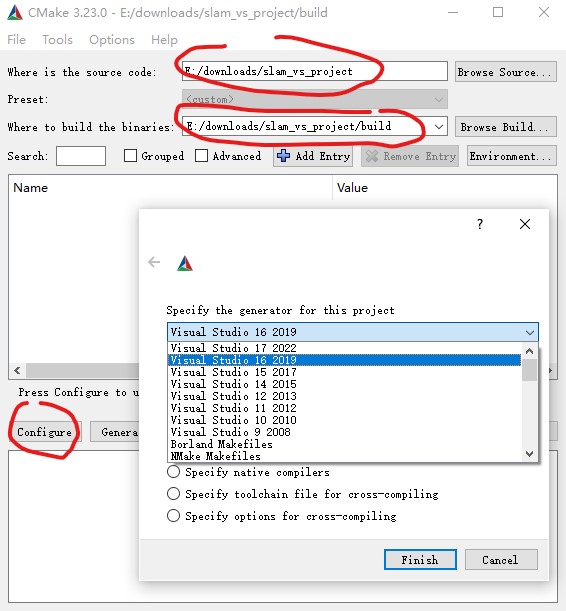 CMake 3.23.0 - E:/downloads/slam_vs_project/build
File Tools Options Help
Where is the source code: E:/downloads/slam_vs_project Browse Source...
Preset: <custom>
Where to build the binaries: E:/downloads/slam_vs_project/build Browse Build...
Search: Grouped Advanced Add Entry Remove Entry Environment...
Name Value
?
Specify the generator for this project
Visual Studio 16 2019
Visual Studio 17 2022
Visual Studio 16 2019
Visual Studio 15 2017
Visual Studio 14 2015
Visual Studio 12 2013
Visual Studio 11 2012
Visual Studio 10 2010
Visual Studio 9 2008
Borland Makefiles
NMake Makefiles
Press Configure to u
Configure Genera
Specify native compilers
Specify toolchain file for cross-compiling
Specify options for cross-compiling
Finish Cancel